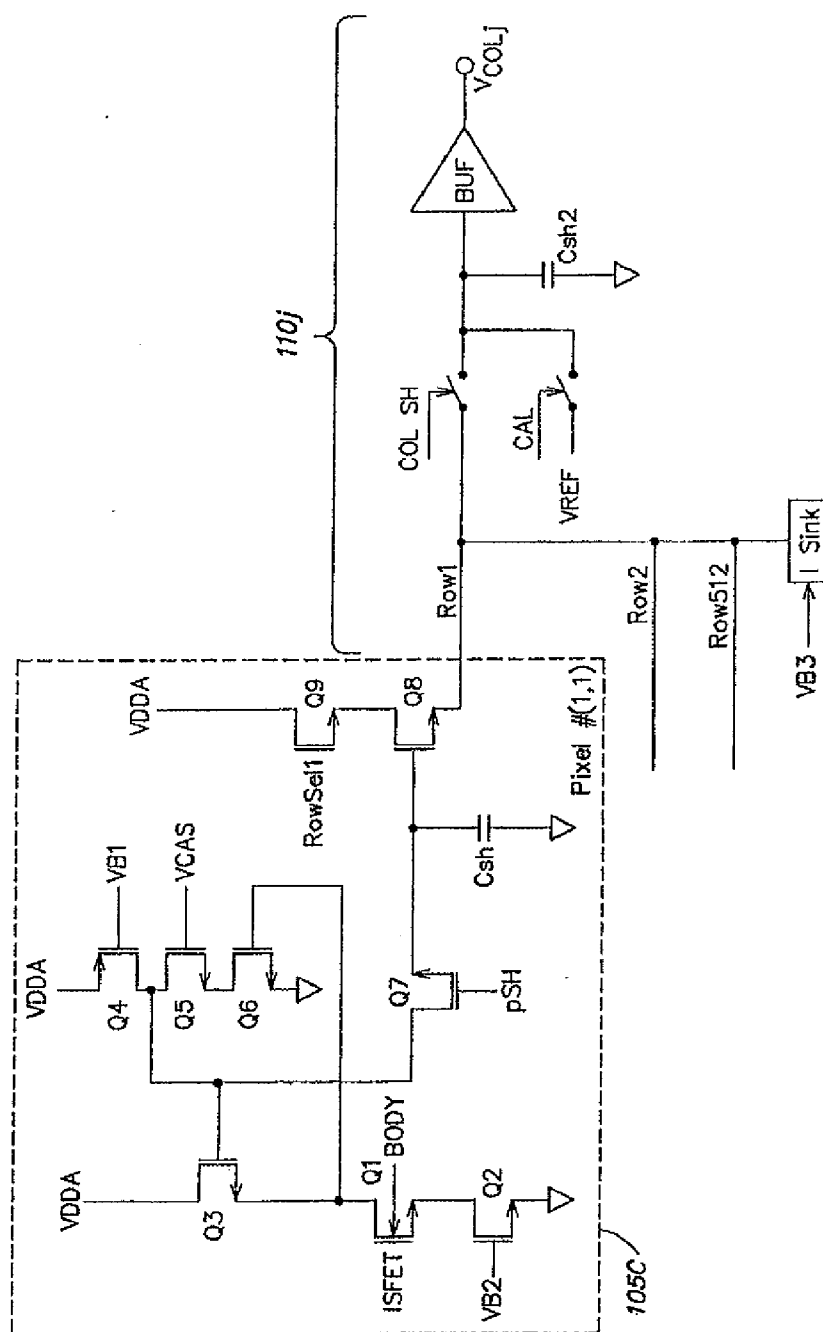 110j
VDDA
VB1
Q4
VCAS
Q5
Q6
VDDA
Q3
Q1
BODY
ISFET
Q2
VB2
Q7
pSH
Csh
VDDA
Q9
RowSel1
Q8
Pixel #(1,1)
105C
Row1
Row2
Row512
VB3
I Sink
COL SH
CAL
VREF
Csh2
BUF
VCOLj